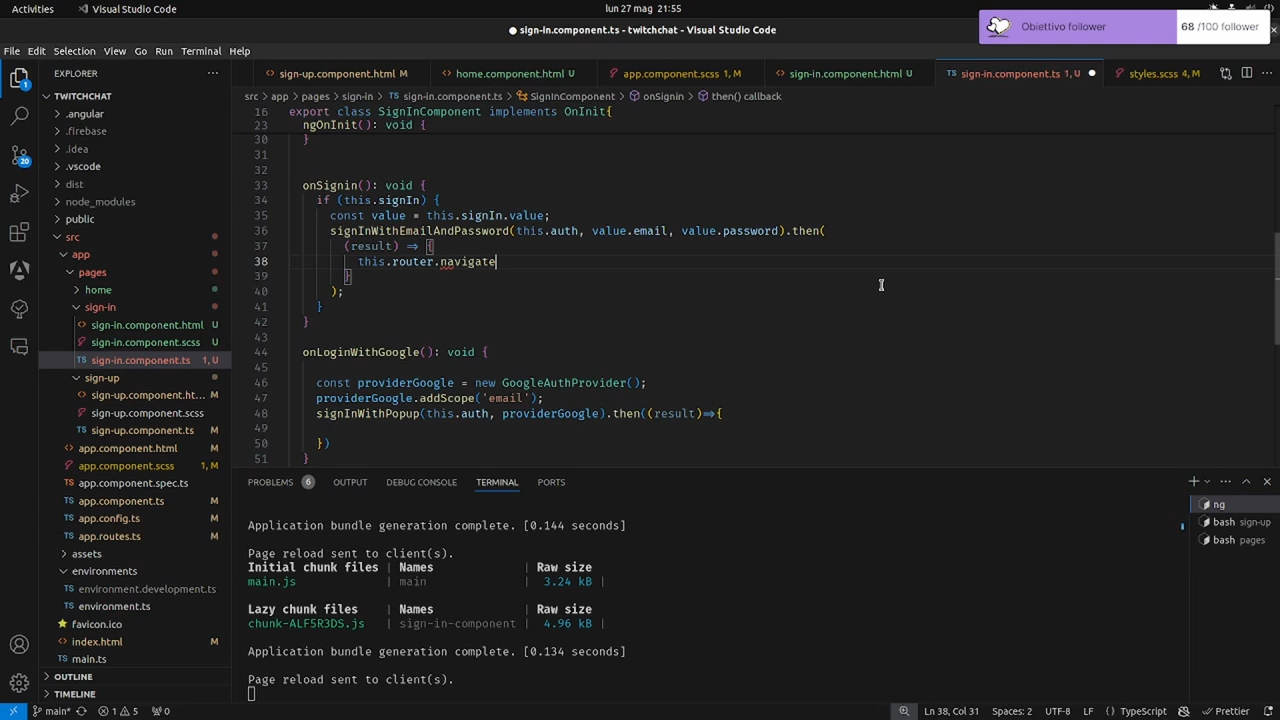 Activities
Visual Studio Code
lun 27 mag 21:55
Obiettivo follower
68 /100 follower
sign-in.component.ts - twitchchat - Visual Studio Code
File Edit Selection View Go Run Terminal Help
EXPLORER
sign-up.component.html M
home.component.html U
app.component.scss 2, M
sign-in.component.html U
sign-in.component.ts 1, U
styles.scss 4, M
TWITCHCHAT
.angular
.firebase
.idea
.vscode
dist
node_modules
public
src
app
pages
home
sign-in
sign-in.component.html U
sign-in.component.scss U
sign-in.component.ts 1, U
sign-up
sign-up.component.ht... U
sign-up.component.scss U
sign-up.component.ts U
app.component.html M
app.component.scss 1, M
app.component.spec.ts
app.component.ts M
app.config.ts M
app.routes.ts M
assets
environments
environment.development.ts
environment.ts
favicon.ico
index.html M
main.ts
OUTLINE
TIMELINE
src > app > pages > sign-in > sign-in.component.ts > SignInComponent > onSignin > then() callback
16 export class SignInComponent implements OnInit{
23 ngOnInit(): void {
30 }
31
32
33 onSignin(): void {
34 if (this.signIn) {
35 const value = this.signIn.value;
36 signInWithEmailAndPassword(this.auth, value.email, value.password).then(
37 (result) => {
38 this.router.navigate
39 }
40 );
41 }
42 }
43
44 onLoginWithGoogle(): void {
45
46 const providerGoogle = new GoogleAuthProvider();
47 providerGoogle.addScope('email');
48 signInWithPopup(this.auth, providerGoogle).then((result)=>{
49
50 })
51 }
PROBLEMS 6 OUTPUT DEBUG CONSOLE TERMINAL PORTS
Application bundle generation complete. [0.144 seconds]
Page reload sent to client(s).
Initial chunk files | Names | Raw size
main.js | main | 3.24 kB |
Lazy chunk files | Names | Raw size
chunk-ALF5R3DS.js | sign-in-component | 4.96 kB |
Application bundle generation complete. [0.134 seconds]
Page reload sent to client(s).
ng
bash sign-up
bash pages
1
20
main* 1 5 0
Ln 38, Col 31 Spaces: 2 UTF-8 LF {} TypeScript Prettier